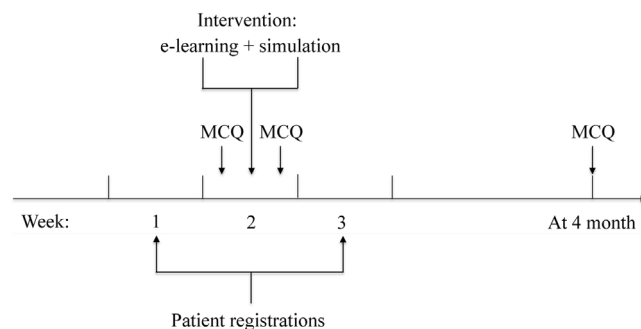 Intervention:
e-learning + simulation
MCQ MCQ MCQ
Week: 1 2 3 At 4 month
Patient registrations